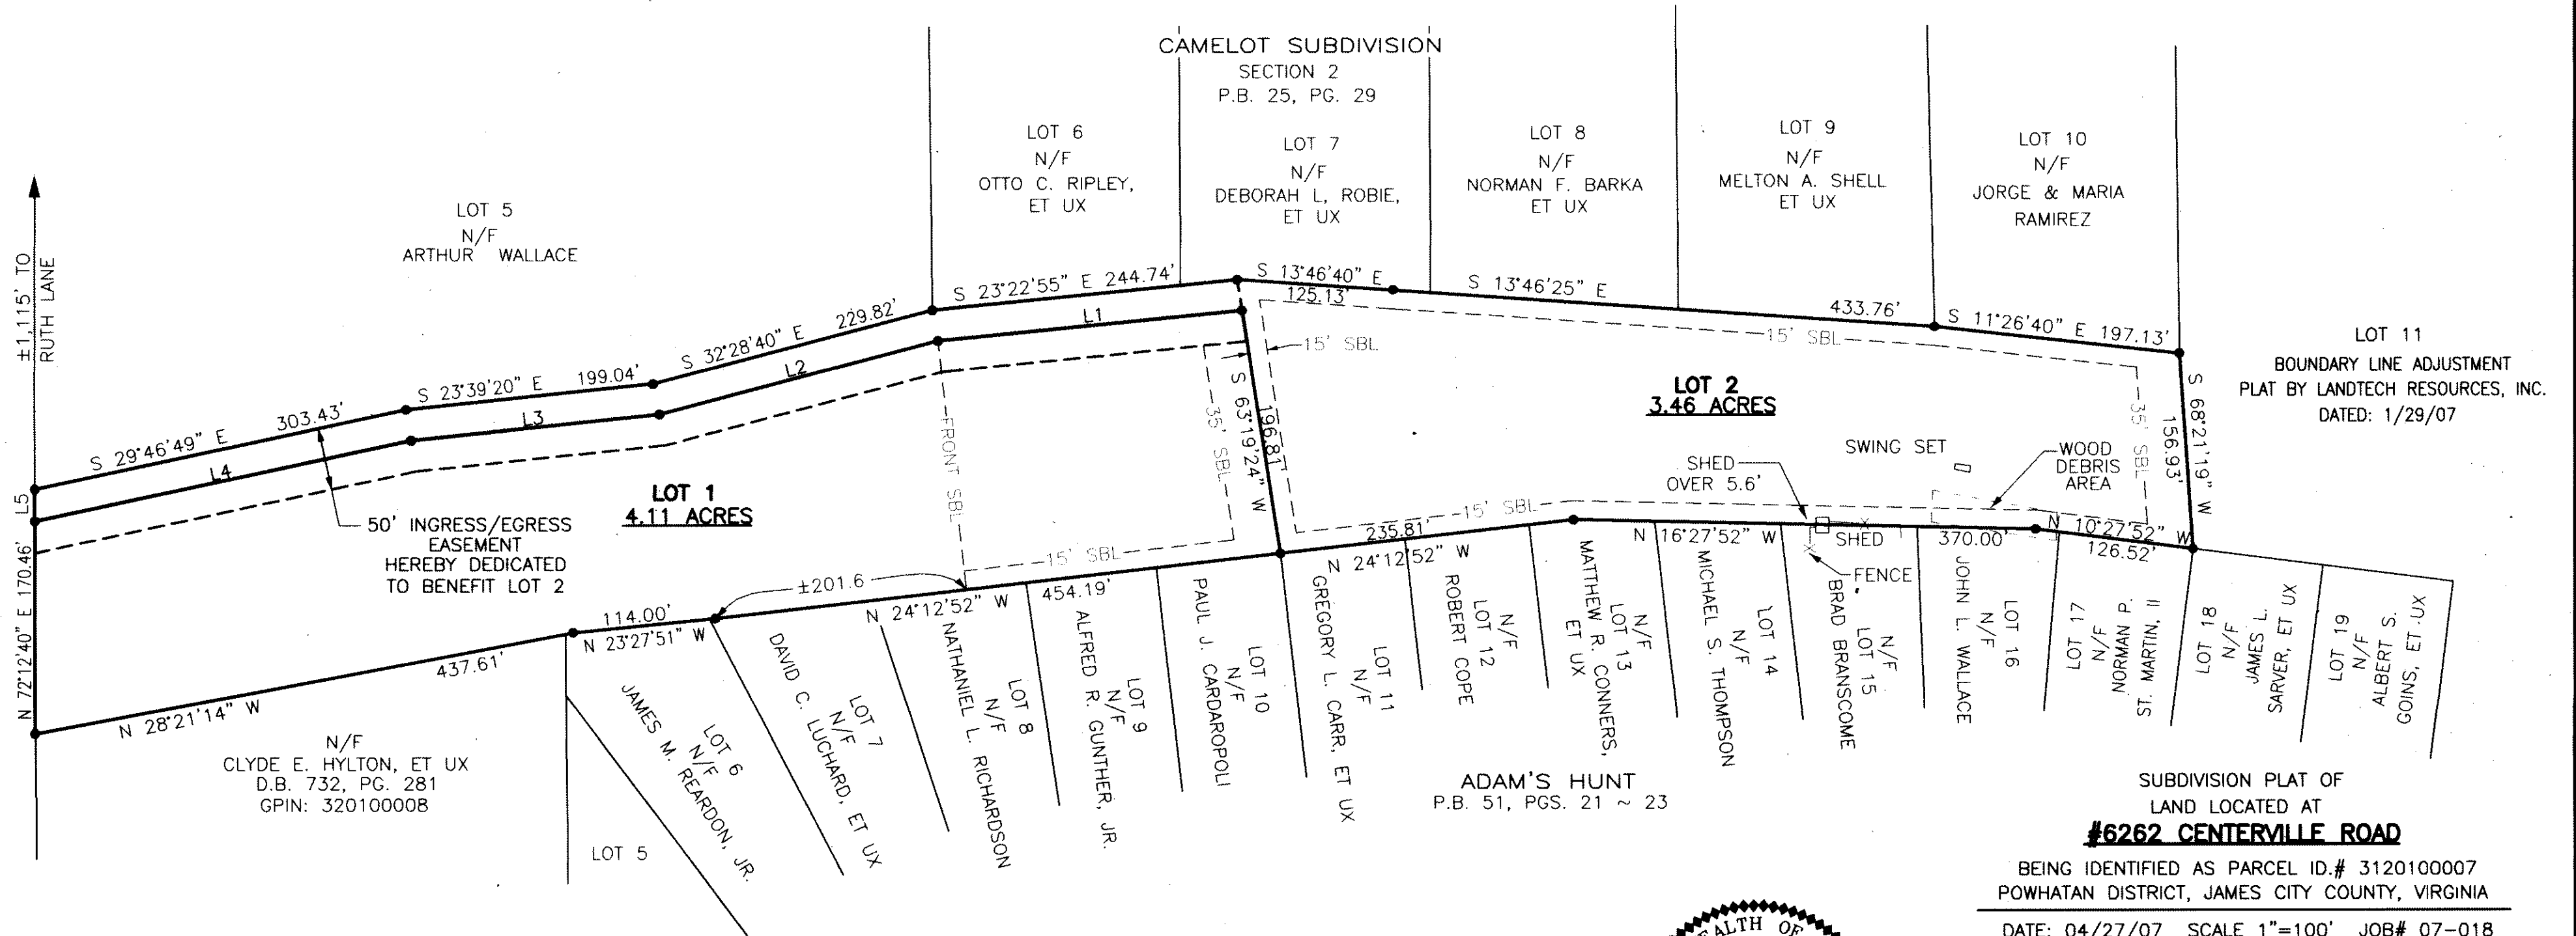 CAMELOT SUBDIVISION
SECTION 2
P.B. 25, PG. 29
LOT 5
N/F
ARTHUR WALLACE
LOT 6
N/F
OTTO C. RIPLEY,
ET UX
LOT 7
N/F
DEBORAH L, ROBIE,
ET UX
LOT 8
N/F
NORMAN F. BARKA
ET UX
LOT 9
N/F
MELTON A. SHELL
ET UX
LOT 10
N/F
JORGE & MARIA
RAMIREZ
LOT 11
BOUNDARY LINE ADJUSTMENT
PLAT BY LANDTECH RESOURCES, INC.
DATED: 1/29/07
±1,115' TO
RUTH LANE
S 29°46'49" E 303.43'
S 23°39'20" E 199.04'
S 32°28'40" E 229.82'
S 23°22'55" E 244.74'
S 13°46'40" E
125.13'
S 13°46'25" E 433.76'
S 11°26'40" E 197.13'
S 68°21'19" W
156.93'
L1
L2
L3
L4
L5
N 72°12'40" E 170.46'
15' SBL
15' SBL
35' SBL
FRONT SBL
35' SBL
S 63°19'24" W
196.81'
LOT 1
4.11 ACRES
LOT 2
3.46 ACRES
50' INGRESS/EGRESS
EASEMENT
HEREBY DEDICATED
TO BENEFIT LOT 2
SWING SET
WOOD
DEBRIS
AREA
SHED
OVER 5.6'
SHED
X
X
FENCE
15' SBL
15' SBL
±201.6
N 28°21'14" W
437.61'
114.00'
N 23°27'51" W
N 24°12'52" W
454.19'
235.81'
N 24°12'52" W
N 16°27'52" W
370.00'
N 10°27'52" W
126.52'
N/F
CLYDE E. HYLTON, ET UX
D.B. 732, PG. 281
GPIN: 320100008
LOT 5
LOT 6
N/F
JAMES M. REARDON, JR.
LOT 7
N/F
DAVID C. LUCHARD, ET UX
LOT 8
N/F
NATHANIEL L. RICHARDSON
LOT 9
N/F
ALFRED R. GUNTHER, JR.
LOT 10
N/F
PAUL J. CARDAROPOLI
LOT 11
N/F
GREGORY L. CARR, ET UX
N/F
LOT 12
ROBERT COPE
N/F
LOT 13
MATTHEW R. CONNERS,
ET UX
LOT 14
N/F
MICHAEL S. THOMPSON
N/F
LOT 15
BRAD BRANSCOME
LOT 16
N/F
JOHN L. WALLACE
LOT 17
N/F
NORMAN P.
ST. MARTIN, II
LOT 18
N/F
JAMES L.
SARVER, ET UX
LOT 19
N/F
ALBERT S.
GOINS, ET UX
ADAM'S HUNT
P.B. 51, PGS. 21 ~ 23
SUBDIVISION PLAT OF
LAND LOCATED AT
#6262 CENTERVILLE ROAD
BEING IDENTIFIED AS PARCEL ID.# 3120100007
POWHATAN DISTRICT, JAMES CITY COUNTY, VIRGINIA
DATE: 04/27/07 SCALE 1"=100' JOB# 07-018
ALTH OF